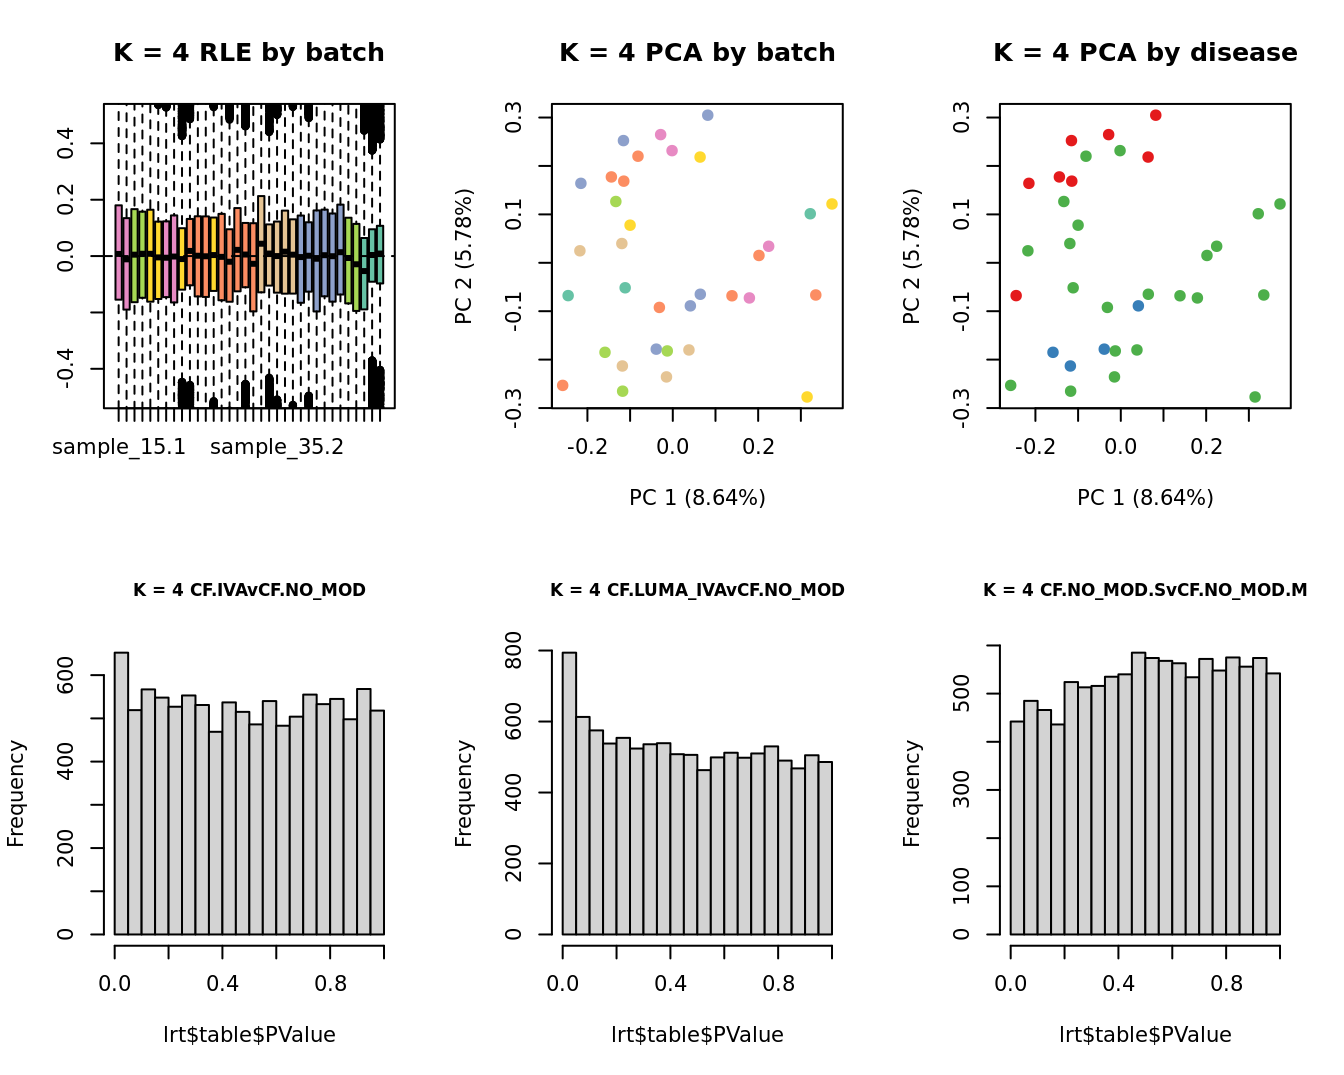 K = 4 RLE by batch
0.4
0.2
0.0
-0.4
sample_15.1 sample_35.2
K = 4 PCA by batch
PC 2 (5.78%)
0.3
0.1
-0.1
-0.3
-0.2 0.0 0.2
PC 1 (8.64%)
K = 4 PCA by disease
PC 2 (5.78%)
0.3
0.1
-0.1
-0.3
-0.2 0.0 0.2
PC 1 (8.64%)
K = 4 CF.IVAvCF.NO_MOD
Frequency
600
400
200
0
0.0 0.4 0.8
lrt$table$PValue
K = 4 CF.LUMA_IVAvCF.NO_MOD
Frequency
800
600
400
200
0
0.0 0.4 0.8
lrt$table$PValue
K = 4 CF.NO_MOD.SvCF.NO_MOD.M
Frequency
500
300
100
0
0.0 0.4 0.8
lrt$table$PValue